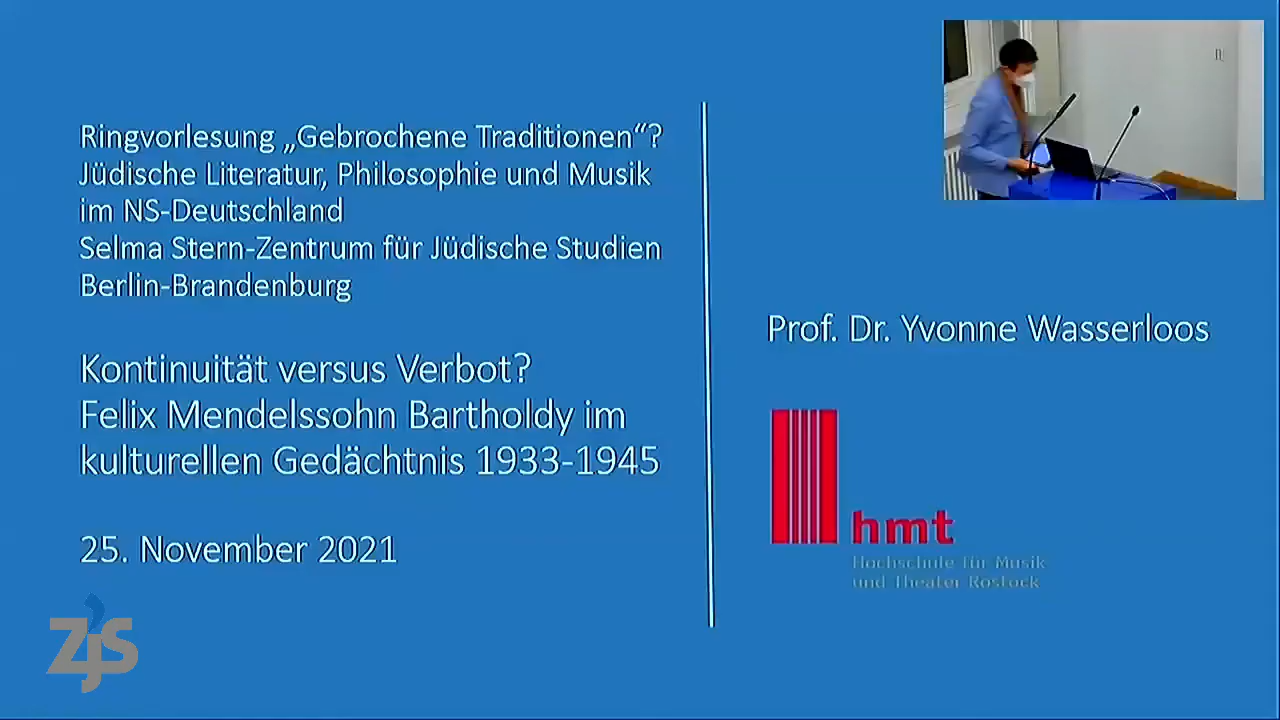 Ringvorlesung „Gebrochene Traditionen“?
Jüdische Literatur, Philosophie und Musik
im NS-Deutschland
Selma Stern-Zentrum für Jüdische Studien
Berlin-Brandenburg
Kontinuität versus Verbot?
Felix Mendelssohn Bartholdy im
kulturellen Gedächtnis 1933-1945
25. November 2021
Prof. Dr. Yvonne Wasserloos
hmt
Hochschule für Musik
und Theater Rostock
ZjS